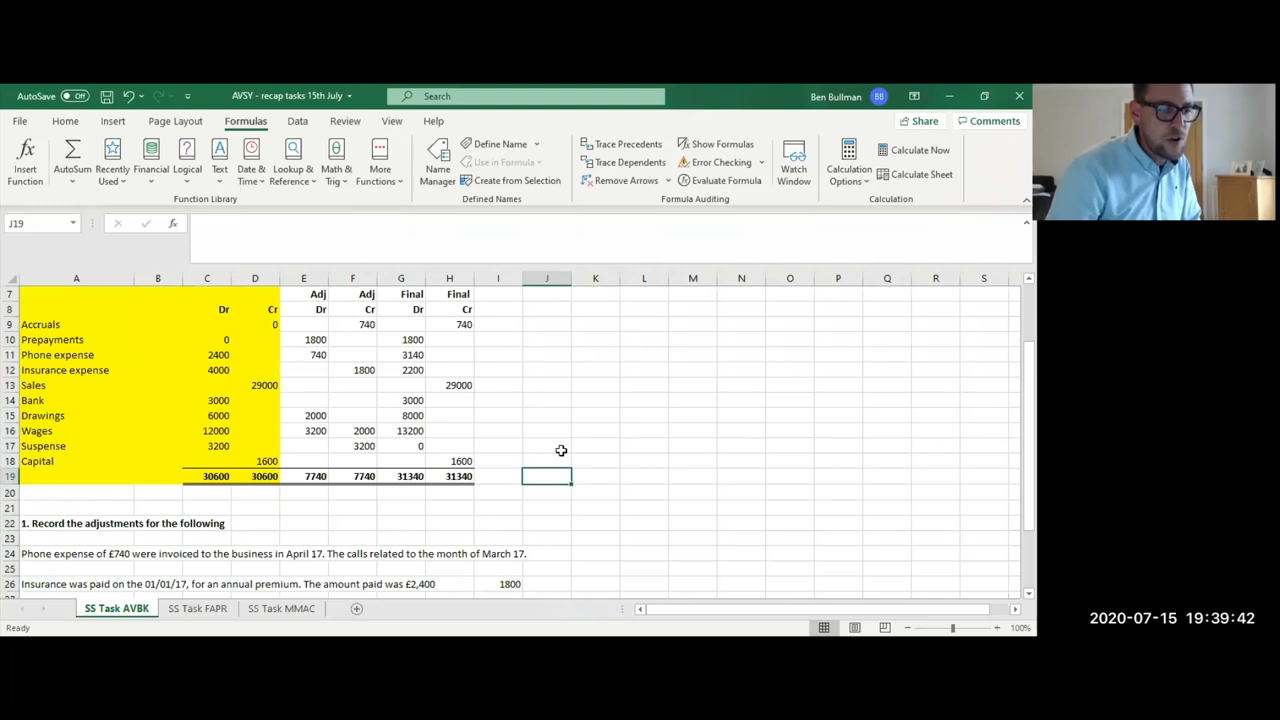 AutoSave Off AVSY - recap tasks 15th July Search Ben Bullman BB
File Home Insert Page Layout Formulas Data Review View Help Share Comments
fx Insert Function
Σ AutoSum
Recently Used
Financial
Logical
Text
Date & Time
Lookup & Reference
Math & Trig
More Functions
Function Library
Name Manager
Define Name
Use in Formula
Create from Selection
Defined Names
Trace Precedents
Trace Dependents
Remove Arrows
Show Formulas
Error Checking
Evaluate Formula
Formula Auditing
Watch Window
Calculation Options
Calculate Now
Calculate Sheet
Calculation
J19 fx
A B C D E F G H I J K L M N O P Q R S
7 Adj Adj Final Final
8 Dr Cr Dr Cr Dr Cr
9 Accruals 0 740 740
10 Prepayments 0 1800 1800
11 Phone expense 2400 740 3140
12 Insurance expense 4000 1800 2200
13 Sales 29000 29000
14 Bank 3000 3000
15 Drawings 6000 2000 8000
16 Wages 12000 3200 2000 13200
17 Suspense 3200 3200 0
18 Capital 1600 1600
19 30600 30600 7740 7740 31340 31340
20
21
22 1. Record the adjustments for the following
23
24 Phone expense of £740 were invoiced to the business in April 17. The calls related to the month of March 17.
25
26 Insurance was paid on the 01/01/17, for an annual premium. The amount paid was £2,400 1800
27
SS Task AVBK SS Task FAPR SS Task MMAC
Ready 100%
2020-07-15 19:39:42